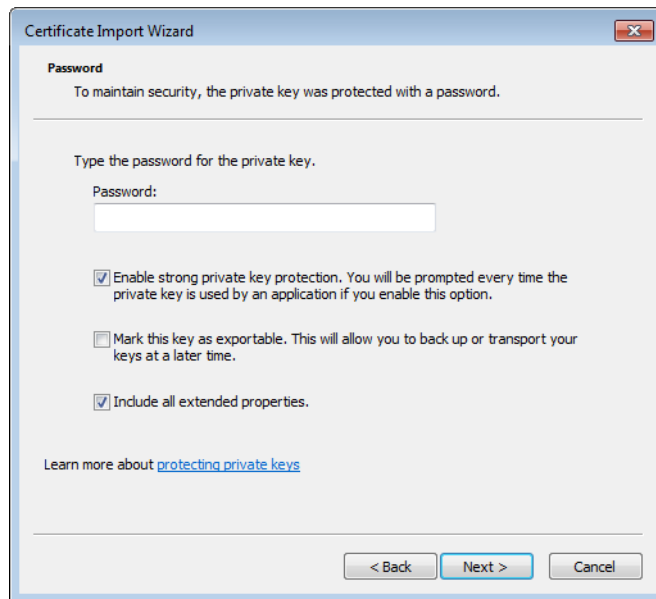 Certificate Import Wizard
Password
To maintain security, the private key was protected with a password.
Type the password for the private key.
Password:
Enable strong private key protection. You will be prompted every time the
private key is used by an application if you enable this option.
Mark this key as exportable. This will allow you to back up or transport your
keys at a later time.
Include all extended properties.
Learn more about protecting private keys
< Back Next > Cancel